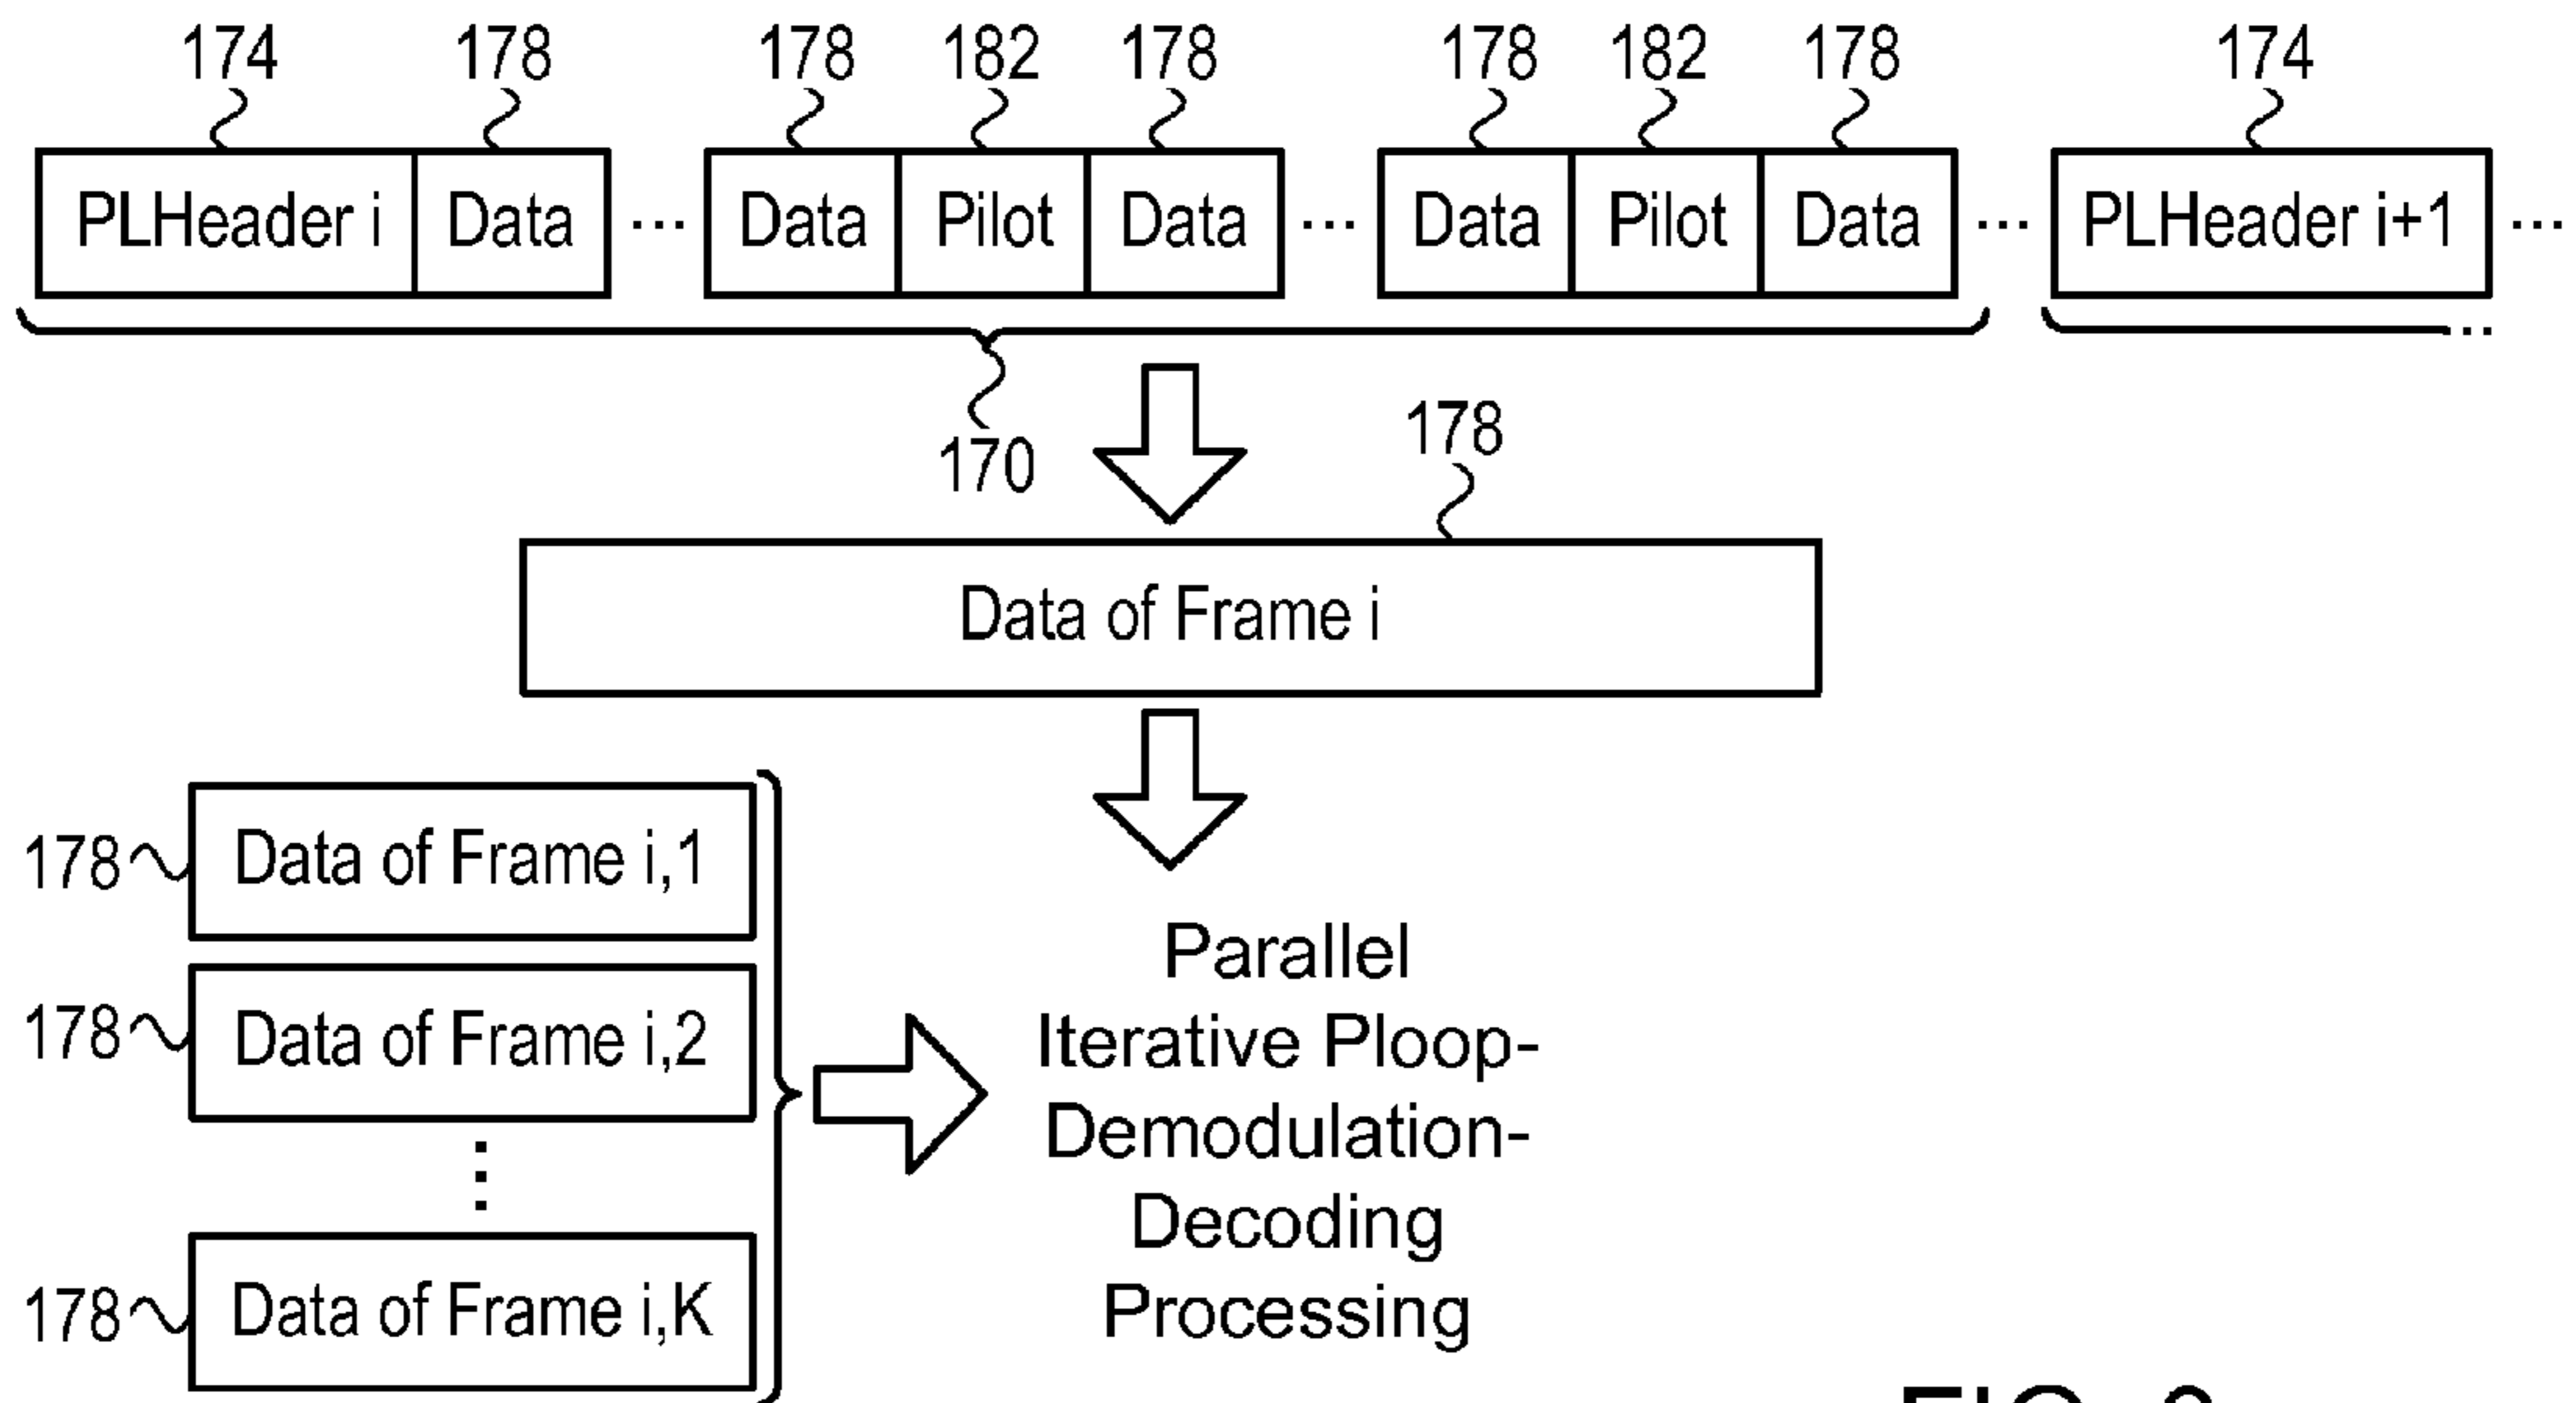 174 178 178 182 178 178 182 178 174
PLHeader i Data ... Data Pilot Data ... Data Pilot Data ... PLHeader i+1 ...
...
170
178
Data of Frame i
178 Data of Frame i,1
178 Data of Frame i,2
178 Data of Frame i,K
Parallel
Iterative Ploop-
Demodulation-
Decoding
Processing
FIG.